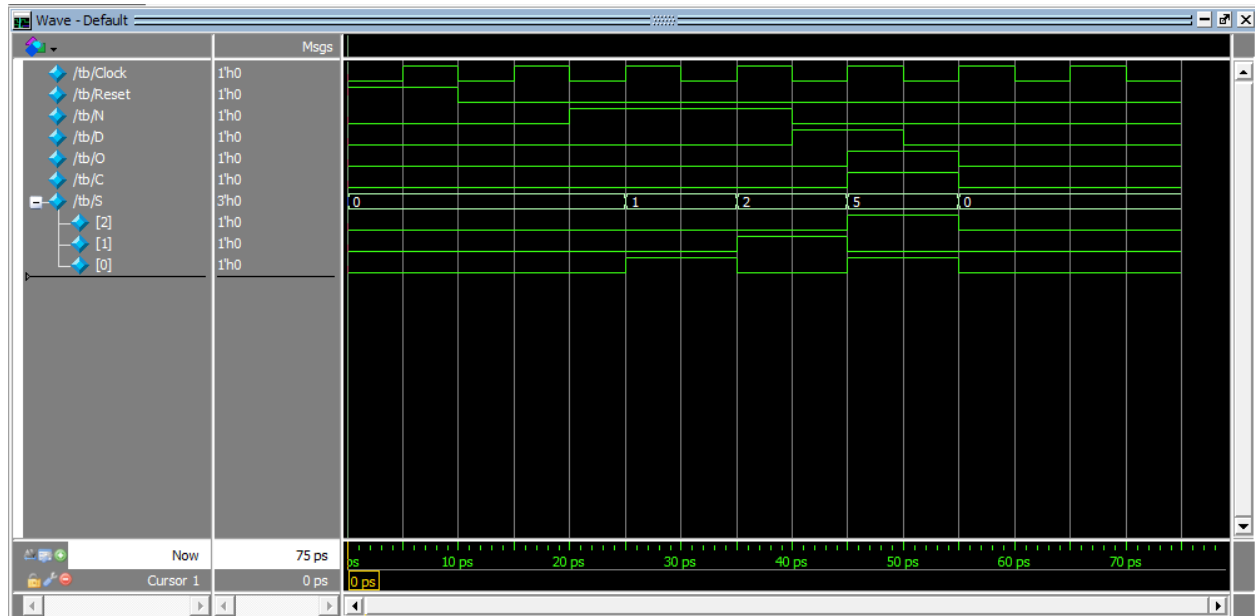 Wave - Default
Msgs
/tb/Clock 1'h0
/tb/Reset 1'h0
/tb/N 1'h0
/tb/D 1'h0
/tb/O 1'h0
/tb/C 1'h0
/tb/S 3'h0 0 1 2 5 0
[2] 1'h0
[1] 1'h0
[0] 1'h0
Now 75 ps ps 10 ps 20 ps 30 ps 40 ps 50 ps 60 ps 70 ps
Cursor 1 0 ps 0 ps